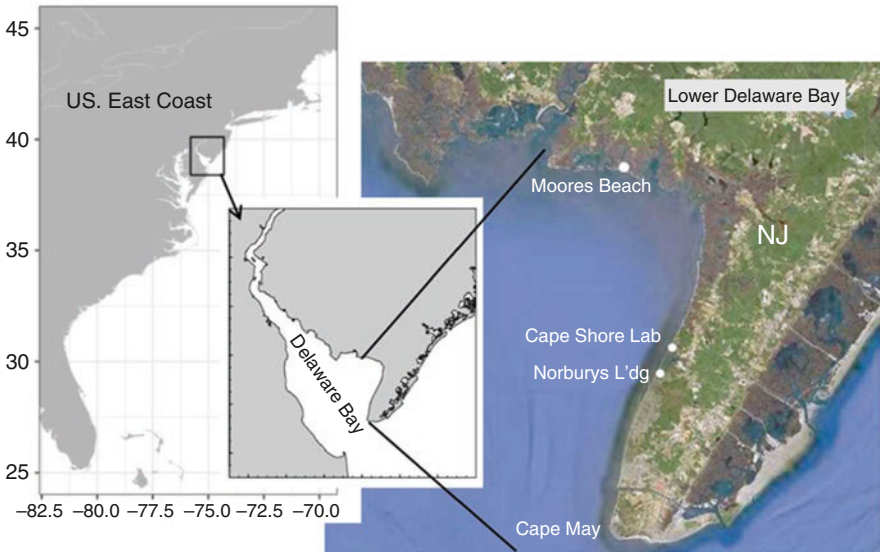 45
40
35
30
25
−82.5 −80.0 −77.5 −75.0 −72.5 −70.0
US. East Coast
Delaware Bay
Lower Delaware Bay
Moores Beach
NJ
Cape Shore Lab
Norburys L'dg
Cape May